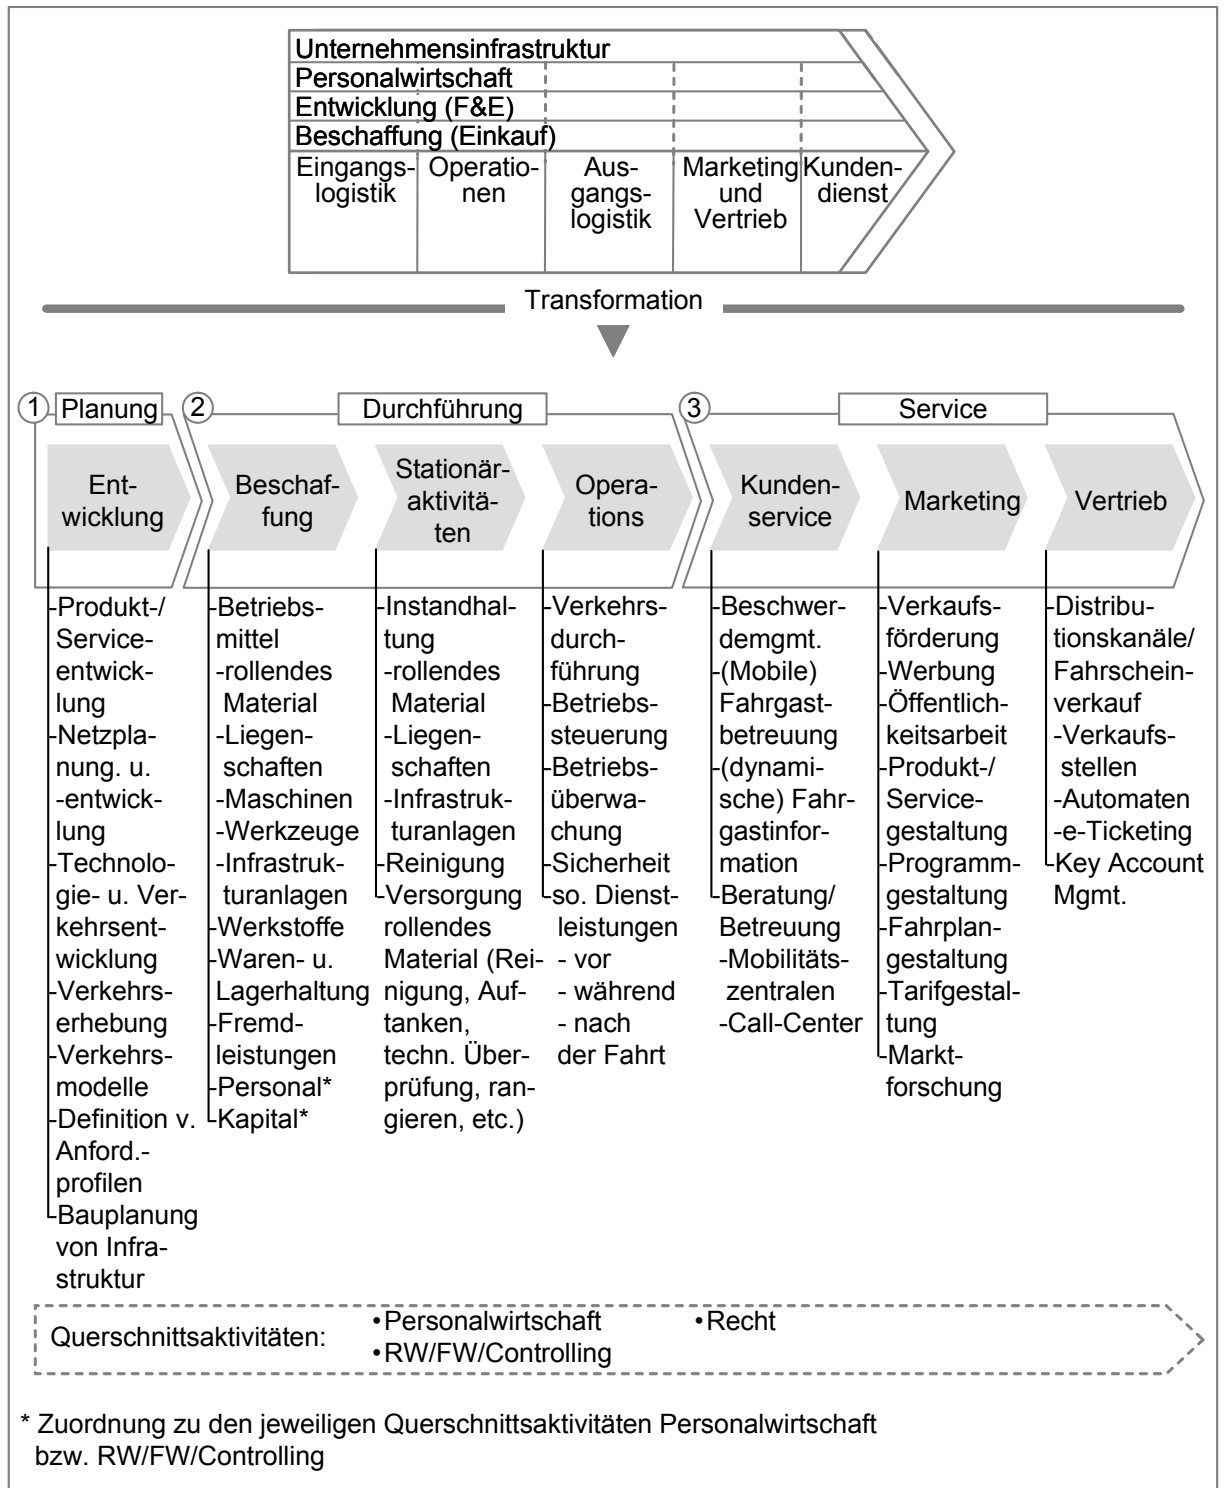 Unternehmensinfrastruktur
Personalwirtschaft
Entwicklung (F&E)
Beschaffung (Einkauf)
Eingangs-
logistik
Operatio-
nen
Aus-
gangs-
logistik
Marketing
und
Vertrieb
Kunden-
dienst
Transformation
1 Planung
2 Durchführung
3 Service
Ent-
wicklung
Beschaf-
fung
Stationär-
aktivitä-
ten
Opera-
tions
Kunden-
service
Marketing
Vertrieb
-Produkt-/
Service-
entwick-
lung
-Netzpla-
nung. u.
-entwick-
lung
-Technolo-
gie- u. Ver-
kehrsent-
wicklung
-Verkehrs-
erhebung
-Verkehrs-
modelle
-Definition v.
Anford.-
profilen
-Bauplanung
von Infra-
struktur
-Betriebs-
mittel
-rollendes
Material
-Liegen-
schaften
-Maschinen
-Werkzeuge
-Infrastruk-
turanlagen
-Werkstoffe
-Waren- u.
Lagerhaltung
-Fremd-
leistungen
-Personal*
-Kapital*
-Instandhal-
tung
-rollendes
Material
-Liegen-
schaften
-Infrastruk-
turanlagen
-Reinigung
-Versorgung
rollendes
Material (Rei-
nigung, Auf-
tanken,
techn. Über-
prüfung, ran-
gieren, etc.)
-Verkehrs-
durch-
führung
-Betriebs-
steuerung
-Betriebs-
überwa-
chung
-Sicherheit
-so. Dienst-
leistungen
- vor
- während
- nach
der Fahrt
-Beschwer-
demgmt.
-(Mobile)
Fahrgast-
betreuung
-(dynami-
sche) Fahr-
gastinfor-
mation
-Beratung/
Betreuung
-Mobilitäts-
zentralen
-Call-Center
-Verkaufs-
förderung
-Werbung
-Öffentlich-
keitsarbeit
-Produkt-/
Service-
gestaltung
-Programm-
gestaltung
-Fahrplan-
gestaltung
-Tarifgestal-
tung
-Markt-
forschung
-Distribu-
tionskanäle/
Fahrschein-
verkauf
-Verkaufs-
stellen
-Automaten
-e-Ticketing
-Key Account
Mgmt.
Querschnittsaktivitäten:
•Personalwirtschaft •Recht
•RW/FW/Controlling
* Zuordnung zu den jeweiligen Querschnittsaktivitäten Personalwirtschaft
bzw. RW/FW/Controlling